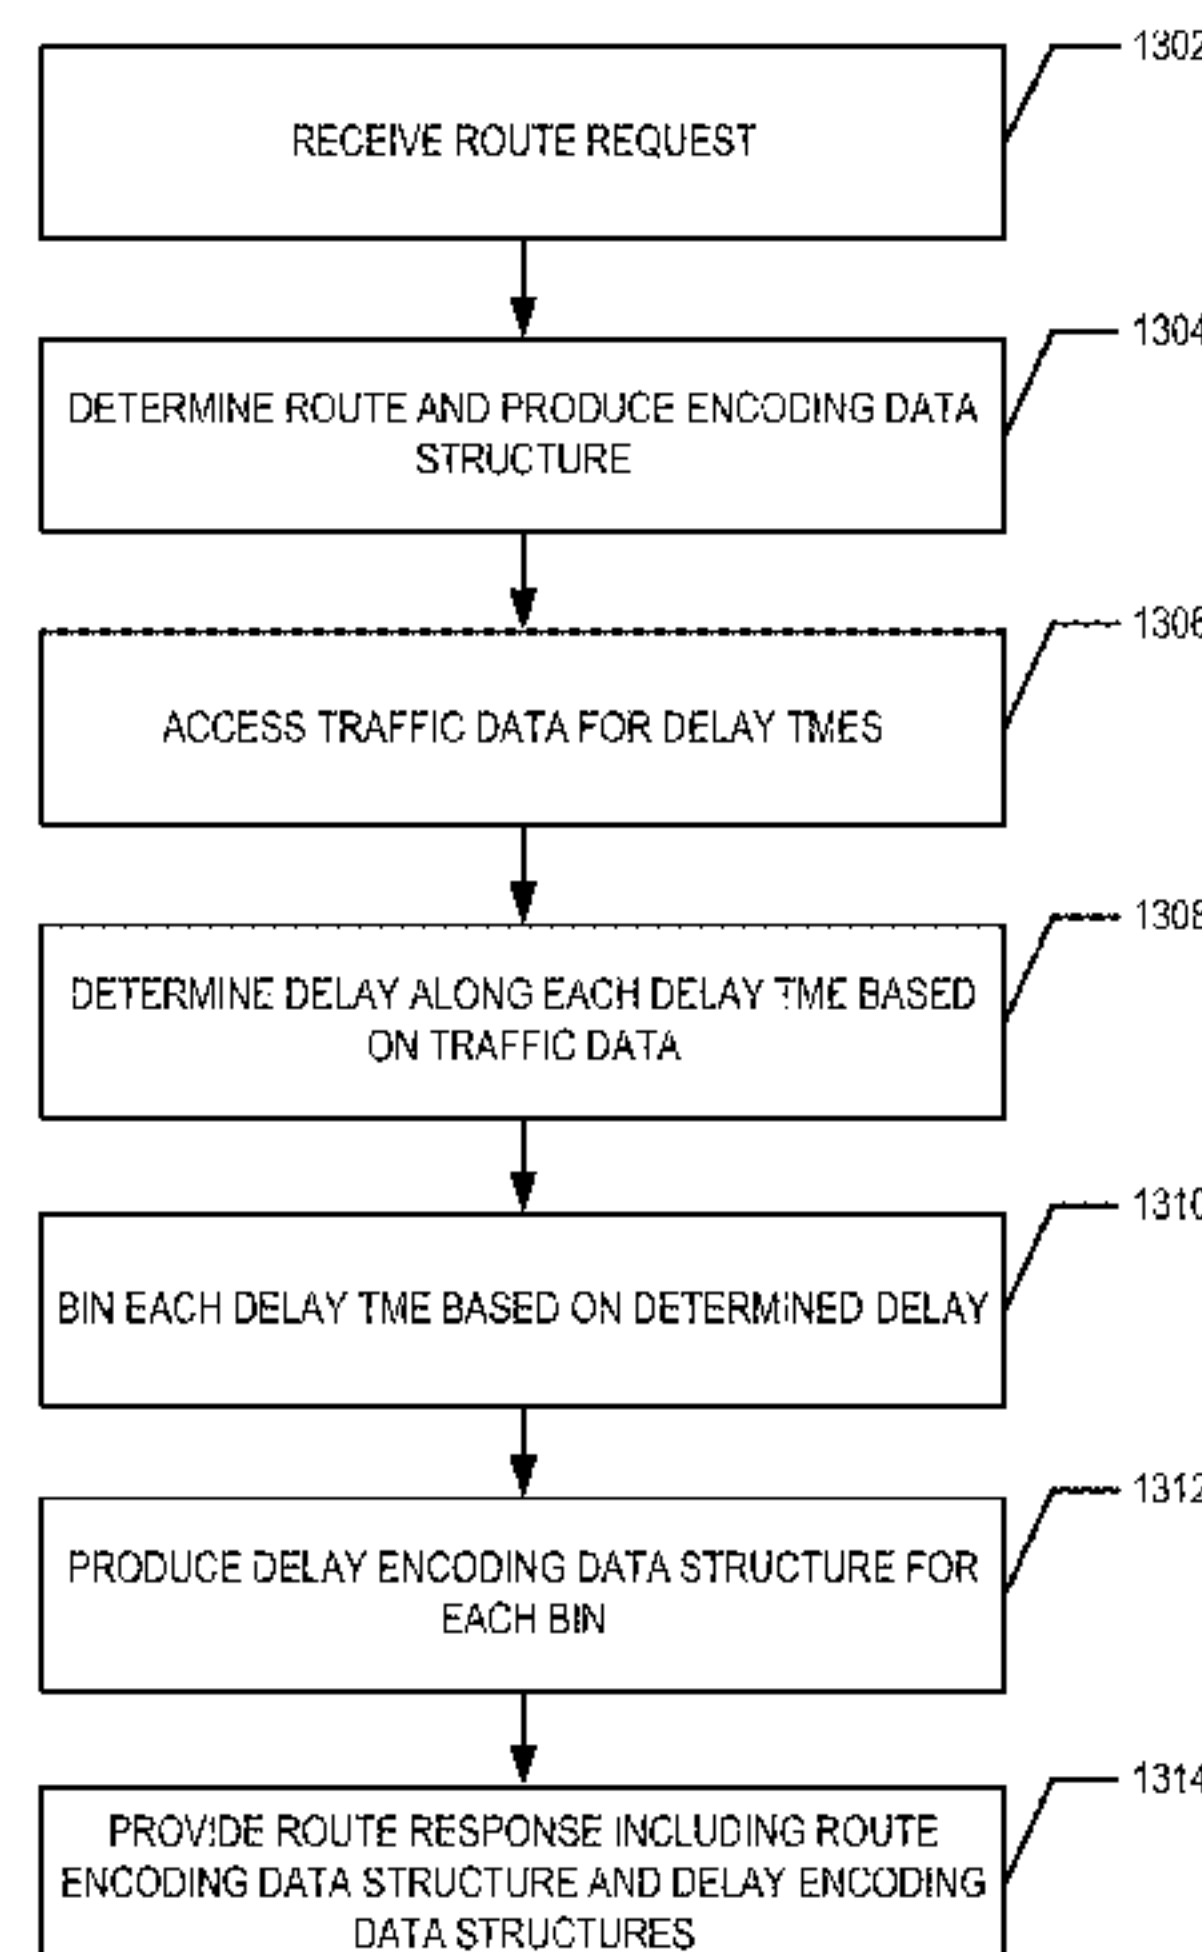 1302
RECEIVE ROUTE REQUEST
1304
DETERMINE ROUTE AND PRODUCE ENCODING DATA
STRUCTURE
1306
ACCESS TRAFFIC DATA FOR DELAY TMES
1308
DETERMINE DELAY ALONG EACH DELAY TME BASED
ON TRAFFIC DATA
1310
BIN EACH DELAY TME BASED ON DETERMINED DELAY
1312
PRODUCE DELAY ENCODING DATA STRUCTURE FOR
EACH BIN
1314
PROVIDE ROUTE RESPONSE INCLUDING ROUTE
ENCODING DATA STRUCTURE AND DELAY ENCODING
DATA STRUCTURES